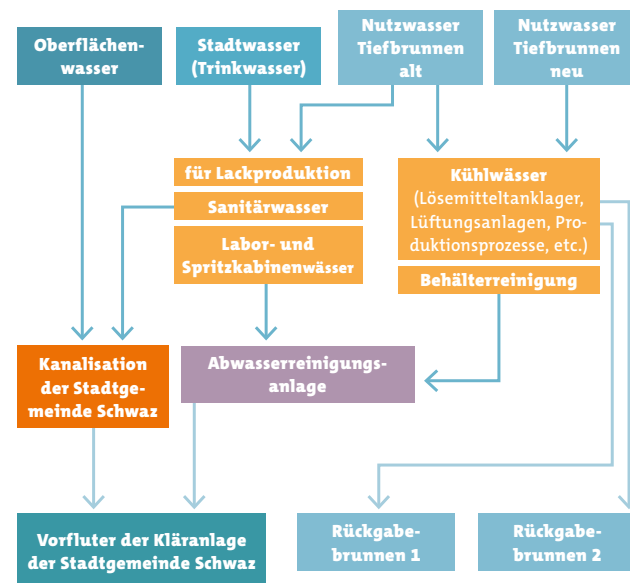 Oberflächen-
wasser
Stadtwasser
(Trinkwasser)
Nutzwasser
Tiefbrunnen
alt
Nutzwasser
Tiefbrunnen
neu
für Lackproduktion
Sanitärwasser
Labor- und
Spritzkabinenwässer
Kühlwässer
(Lösemitteltanklager,
Lüftungsanlagen, Pro-
duktionsprozesse, etc.)
Behälterreinigung
Kanalisation
der Stadtge-
meinde Schwaz
Abwasserreinigungs-
anlage
Vorfluter der Kläranlage
der Stadtgemeinde Schwaz
Rückgabe-
brunnen 1
Rückgabe-
brunnen 2